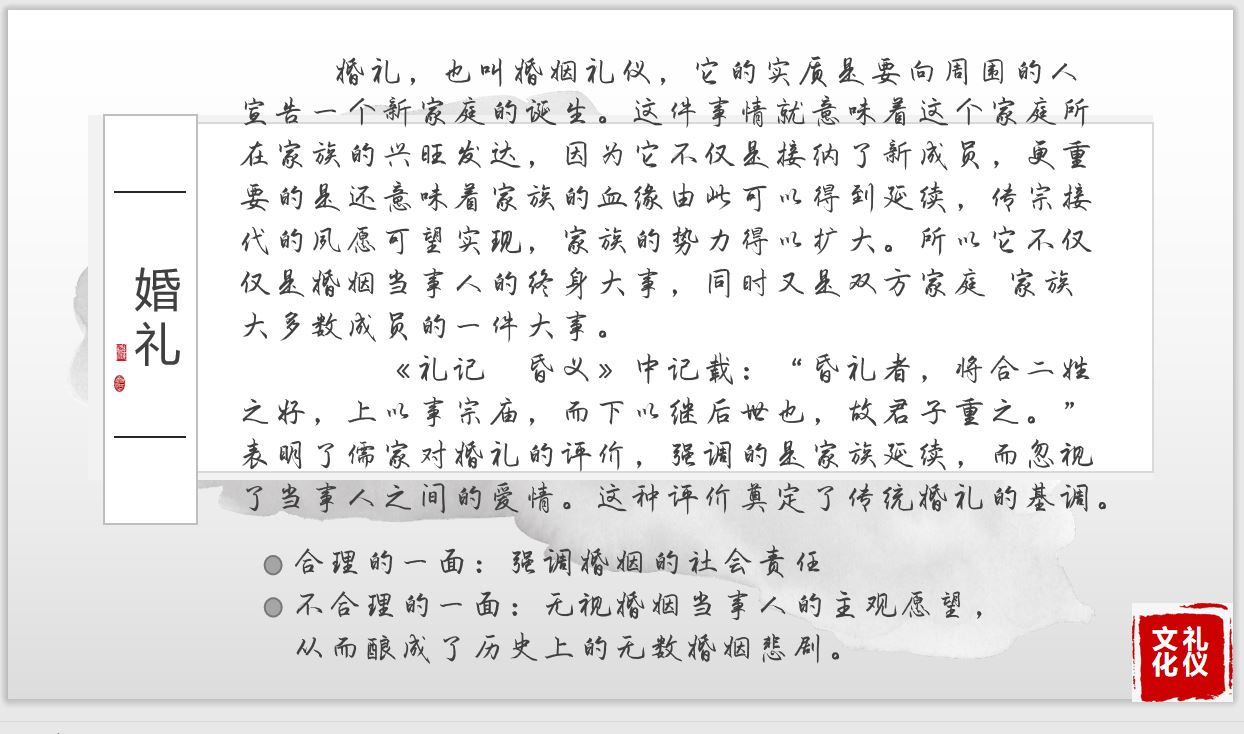 婚礼，也叫婚姻礼仪，它的实质是要向周围的人
宣告一个新家庭的诞生。这件事情就意味着这个家庭所
在家族的兴旺发达，因为它不仅是接纳了新成员，更重
要的是还意味着家族的血缘由此可以得到延续，传宗接
代的夙愿可望实现，家族的势力得以扩大。所以它不仅
仅是婚姻当事人的终身大事，同时又是双方家庭 家族
大多数成员的一件大事。
《礼记 昏义》中记载：“昏礼者，将合二姓
之好，上以事宗庙，而下以继后世也，故君子重之。”
表明了儒家对婚礼的评价，强调的是家族延续，而忽视
了当事人之间的爱情。这种评价奠定了传统婚礼的基调。
婚礼
合理的一面：强调婚姻的社会责任
不合理的一面：无视婚姻当事人的主观愿望，
从而酿成了历史上的无数婚姻悲剧。
礼仪
文化